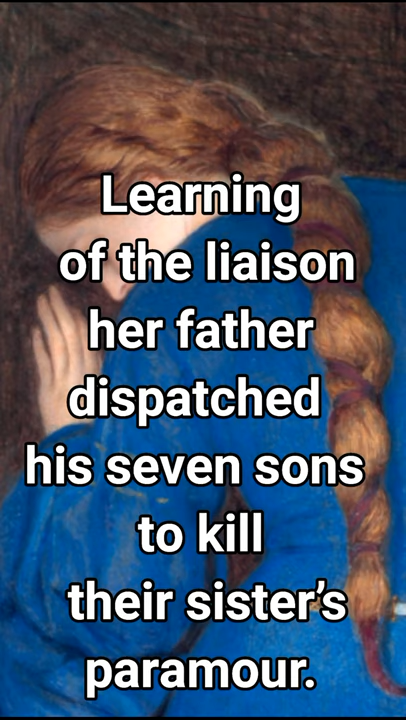 Learning
of the liaison
her father
dispatched
his seven sons
to kill
their sister’s
paramour.